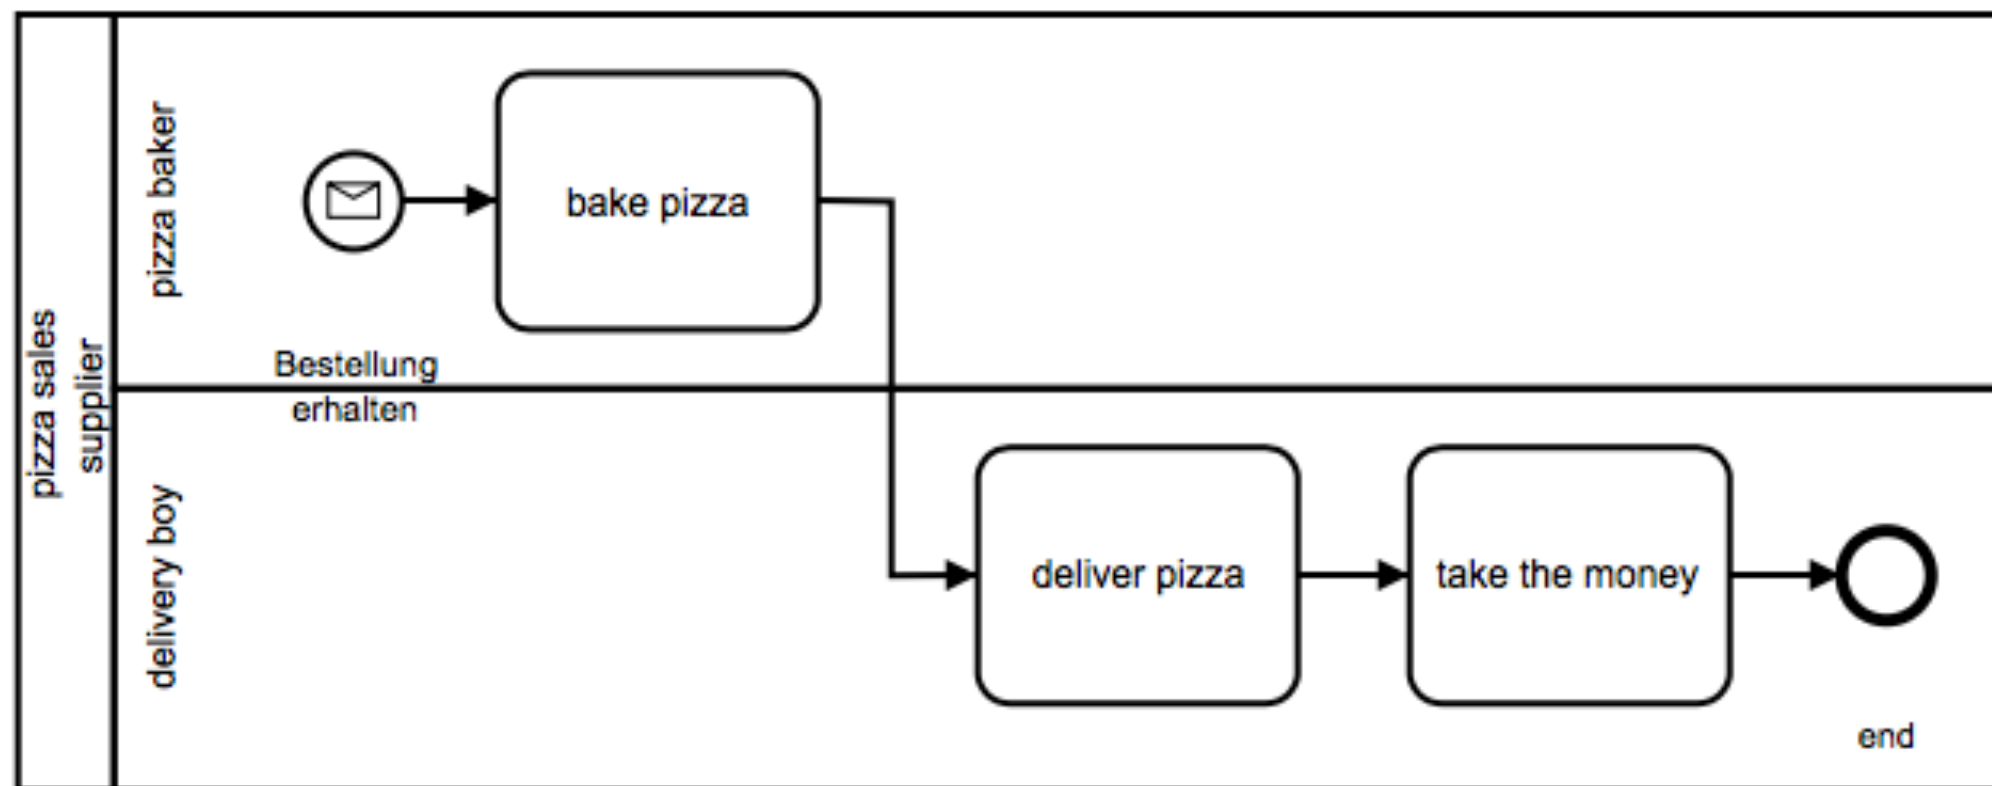 pizza sales
supplier
pizza baker
bake pizza
Bestellung
erhalten
delivery boy
deliver pizza
take the money
end